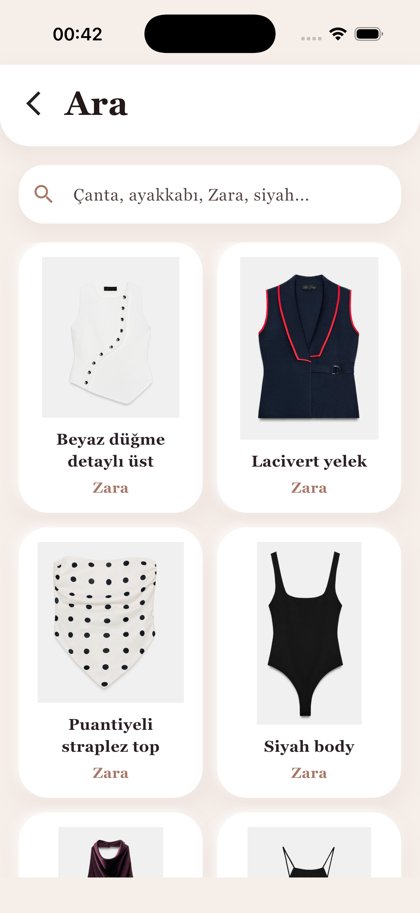 00:42
Ara
Çanta, ayakkabı, Zara, siyah...
Beyaz düğme
detaylı üst
Zara
Lacivert yelek
Zara
Puantiyeli
straplez top
Zara
Siyah body
Zara